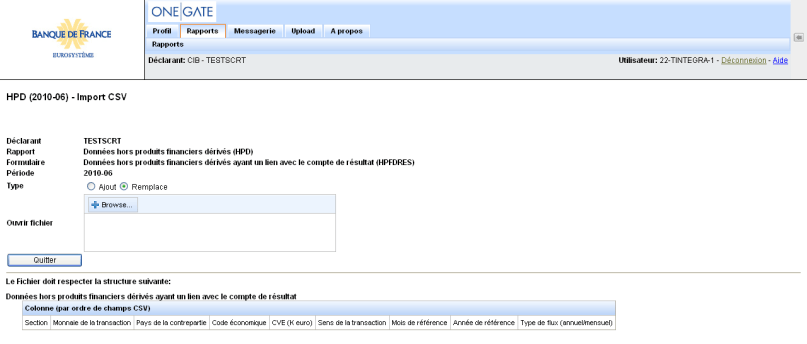 ONE GATE
BANQUE DE FRANCE
EUROSYSTÈME
Profil Rapports Messagerie Upload A propos
Rapports
Déclarant: CIB - TESTSCRT Utilisateur: 22-TINTEGRA-1 - Déconnexion - Aide
HPD (2010-06) - Import CSV
Déclarant TESTSCRT
Rapport Données hors produits financiers dérivés (HPD)
Formulaire Données hors produits financiers dérivés ayant un lien avec le compte de résultat (HPFDRES)
Période 2010-06
Type Ajout Remplace
Browse...
Ouvrir fichier
Quitter
Le Fichier doit respecter la structure suivante:
Données hors produits financiers dérivés ayant un lien avec le compte de résultat
Colonne (par ordre de champs CSV)
Section Monnaie de la transaction Pays de la contrepartie Code économique CVE (K euro) Sens de la transaction Mois de référence Année de référence Type de flux (annuel/mensuel)